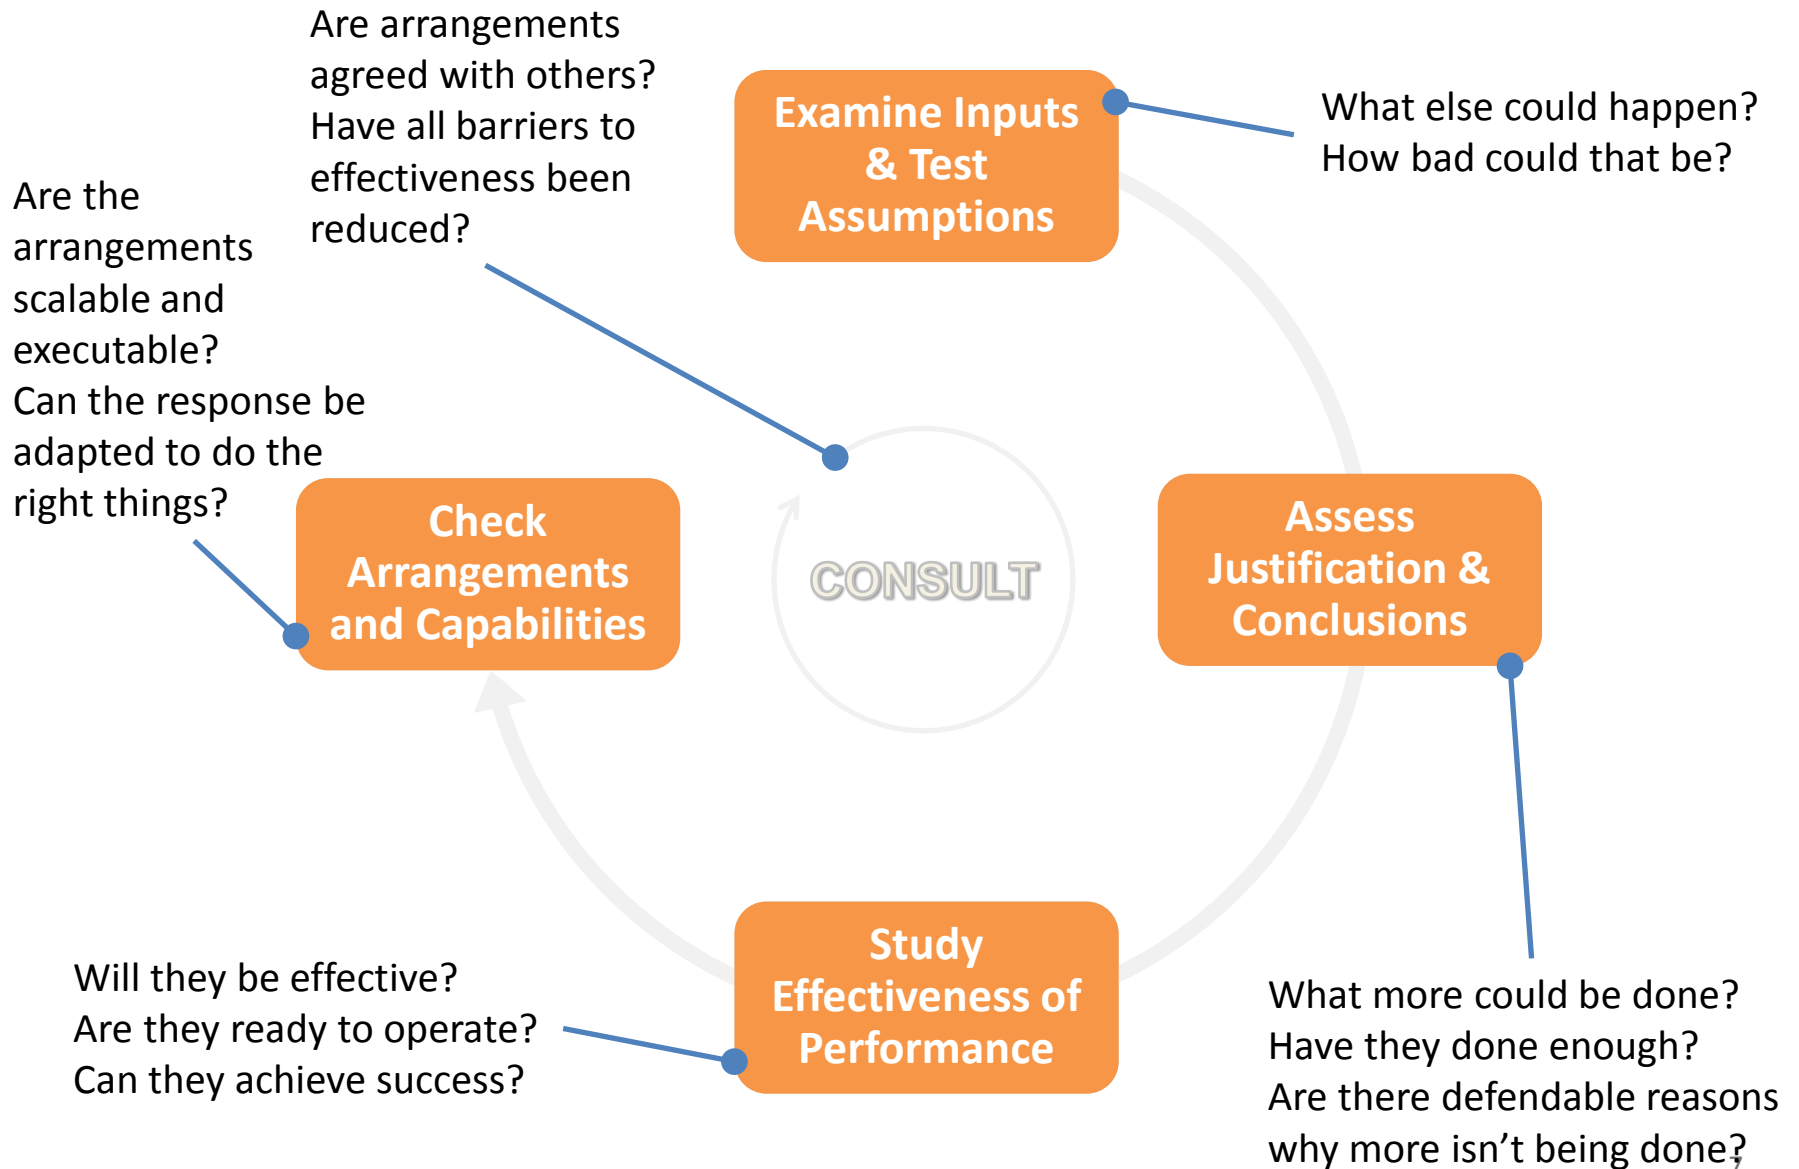 Are arrangements
agreed with others?
Have all barriers to
effectiveness been
reduced?
Examine Inputs
& Test
Assumptions
What else could happen?
How bad could that be?
Are the
arrangements
scalable and
executable?
Can the response be
adapted to do the
right things?
Check
Arrangements
and Capabilities
CONSULT
Assess
Justification &
Conclusions
Will they be effective?
Are they ready to operate?
Can they achieve success?
Study
Effectiveness of
Performance
What more could be done?
Have they done enough?
Are there defendable reasons
why more isn't being done?